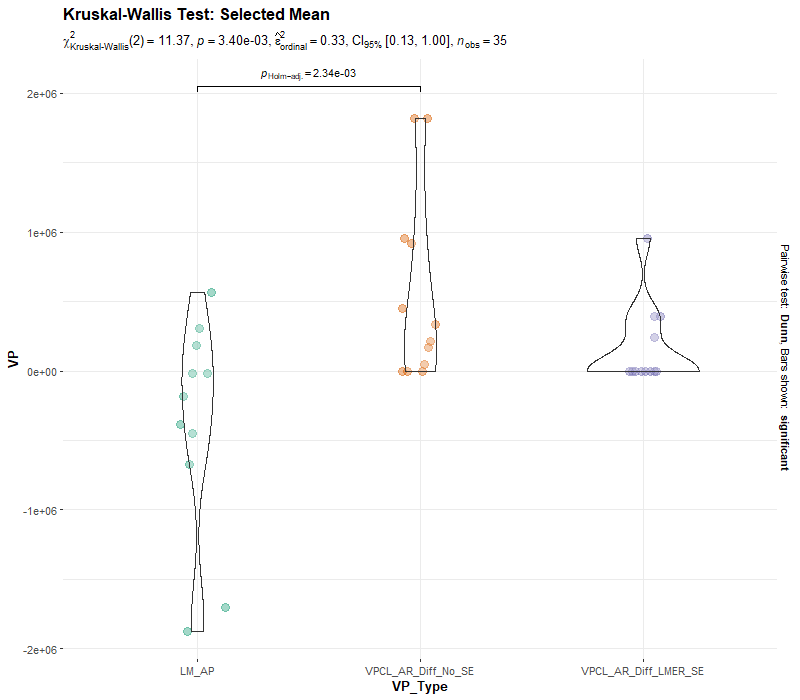 Kruskal-Wallis Test: Selected Mean
χ²Kruskal-Wallis(2) = 11.37, p = 3.40e-03, ε̂²ordinal = 0.33, CI95% [0.13, 1.00], nobs = 35
pHolm-adj. = 2.34e-03
2e+06
1e+06
0e+00
-1e+06
-2e+06
VP
LM_AP
VPCL_AR_Diff_No_SE
VPCL_AR_Diff_LMER_SE
VP_Type
Pairwise test: Dunn, Bars shown: significant